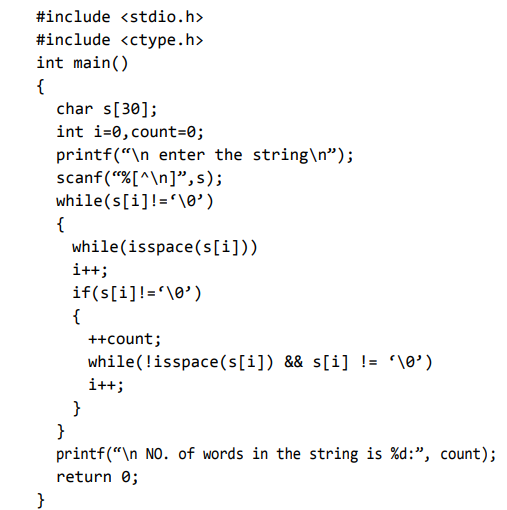 #include <stdio.h>
#include <ctype.h>
int main()
{
char s[30];
int i=0,count=0;
printf(“\n enter the string\n”);
scanf(“%[^\n]”,s);
while(s[i]!=‘\0’)
{
while(isspace(s[i]))
i++;
if(s[i]!=‘\0’)
{
++count;
while(!isspace(s[i]) && s[i] != ‘\0’)
i++;
}
}
printf(“\n NO. of words in the string is %d:”, count);
return 0;
}